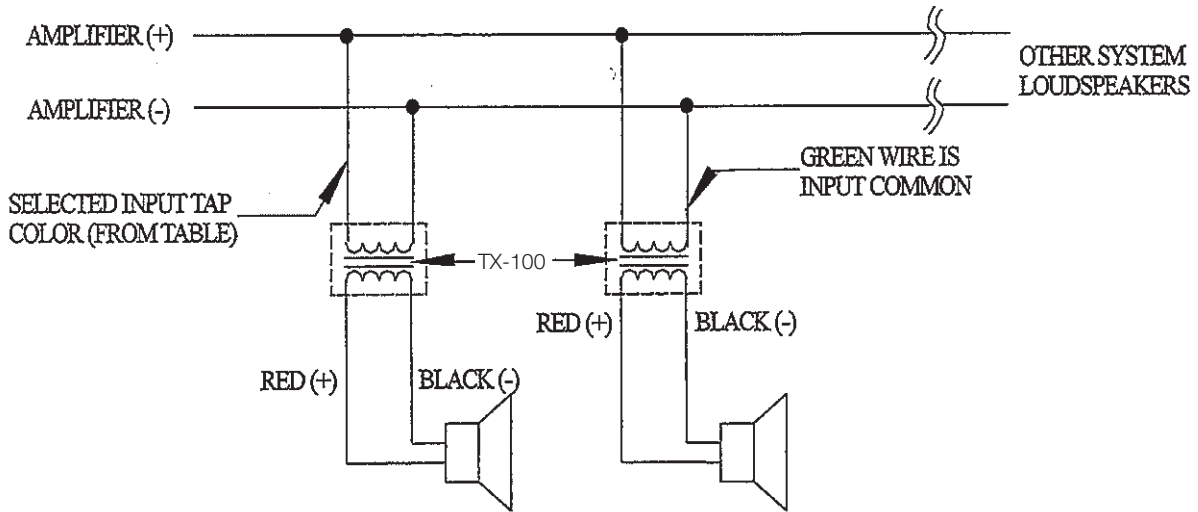 AMPLIFIER (+)
OTHER SYSTEM
LOUDSPEAKERS
AMPLIFIER (-)
GREEN WIRE IS
INPUT COMMON
SELECTED INPUT TAP
COLOR (FROM TABLE)
TX-100
RED (+)
BLACK (-)
RED (+)
BLACK (-)